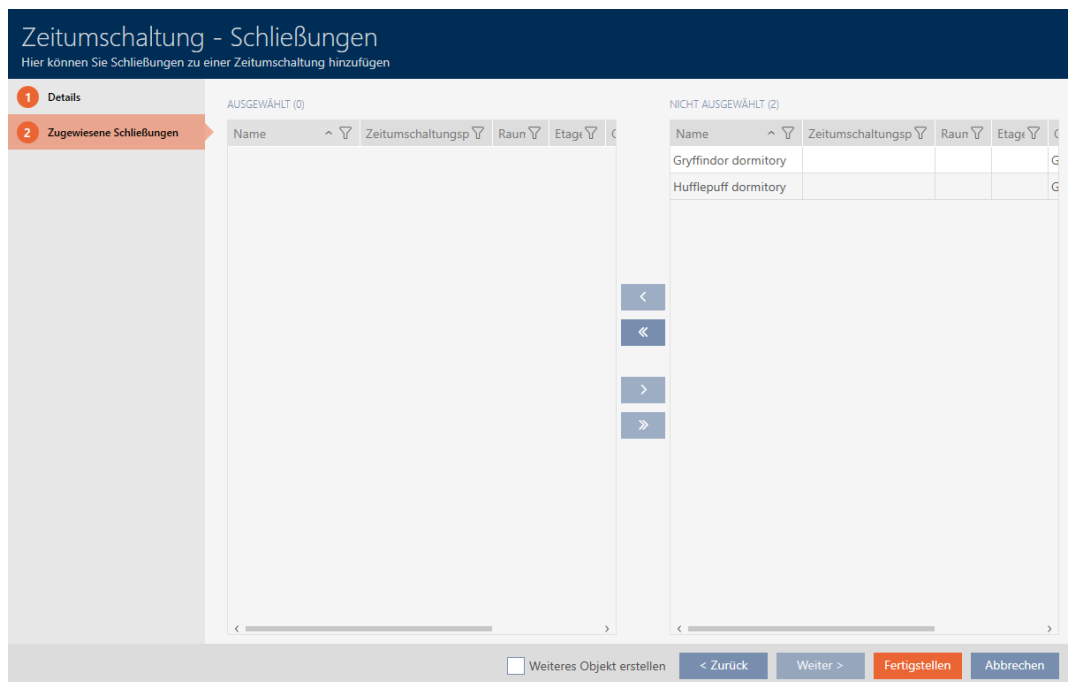 Zeitumschaltung - Schließungen
Hier können Sie Schließungen zu einer Zeitumschaltung hinzufügen
1 Details
2 Zugewiesene Schließungen
AUSGEWÄHLT (0)
Name Zeitumschaltungsp Raum Etage
NICHT AUSGEWÄHLT (2)
Name Zeitumschaltungsp Raum Etage
Gryffindor dormitory G
Hufflepuff dormitory G
< Zurück
Weiter >
Fertigstellen
Abbrechen
Weiteres Objekt erstellen